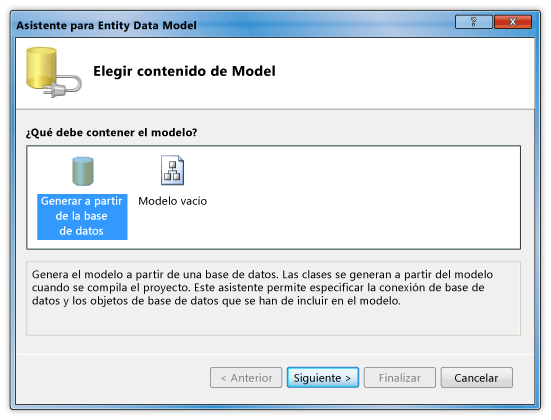 Asistente para Entity Data Model
Elegir contenido de Model
¿Qué debe contener el modelo?
Generar a partir
de la base
de datos
Modelo vacío
Genera el modelo a partir de una base de datos. Las clases se generan a partir del modelo
cuando se compila el proyecto. Este asistente permite especificar la conexión de base de
datos y los objetos de base de datos que se han de incluir en el modelo.
< Anterior
Siguiente >
Finalizar
Cancelar